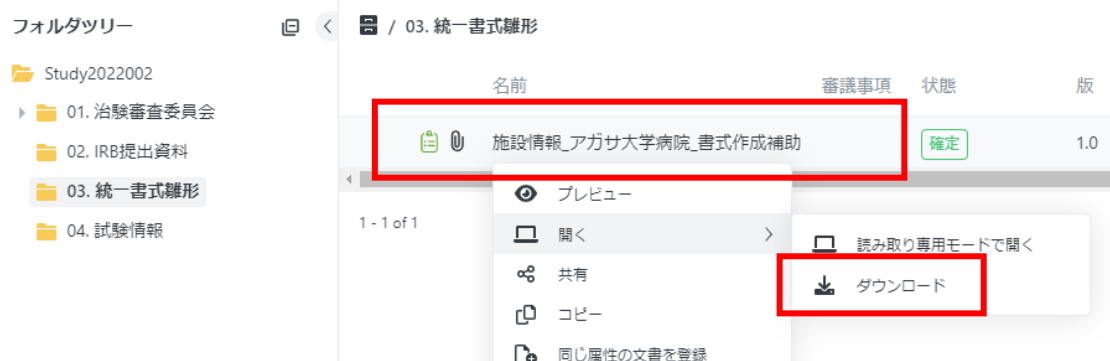 フォルダツリー
Study2022002
01. 治験審査委員会
02. IRB提出資料
03. 統一書式雛形
04. 試験情報
/ 03. 統一書式雛形
名前 審議事項 状態 版
施設情報_アガサ大学病院_書式作成補助 確定 1.0
1 - 1 of 1
プレビュー
開く
共有
コピー
同じ属性の文書を登録
読み取り専用モードで開く
ダウンロード